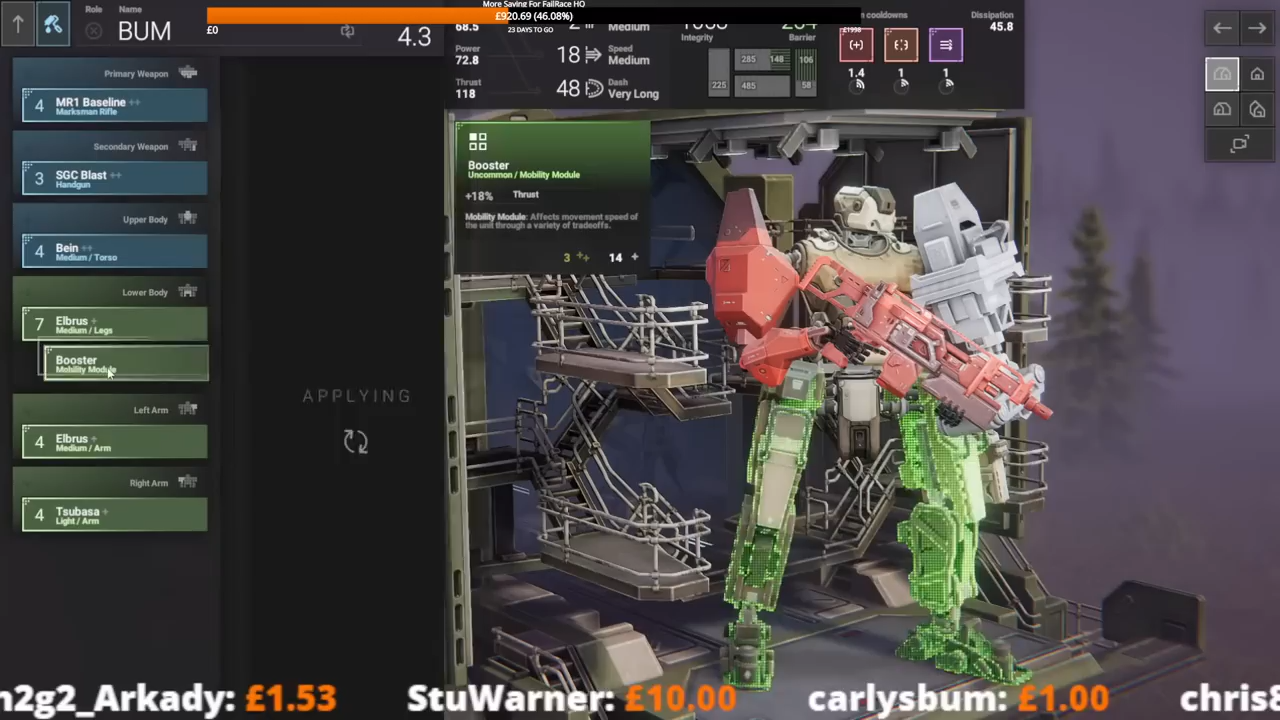 More Saving For FailRace HQ
£920.69 (46.08%)
£0
£1998
23 DAYS TO GO
Role
Name
BUM
4.3
68.5
Medium
Power
72.8
18
Speed
Medium
Thrust
118
48
Dash
Very Long
Integrity
Barrier
225
285
148
485
106
58
cooldowns
1.4
1
1
Dissipation
45.8
Primary Weapon
4
MR1 Baseline ++
Marksman Rifle
Secondary Weapon
3
SGC Blast ++
Handgun
Upper Body
4
Bein ++
Medium / Torso
Lower Body
7
Elbrus +
Medium / Legs
Booster
Mobility Module
Left Arm
4
Elbrus +
Medium / Arm
Right Arm
4
Tsubasa +
Light / Arm
APPLYING
Booster
Uncommon / Mobility Module
+18% Thrust
Mobility Module: Affects movement speed of
the unit through a variety of tradeoffs.
3
14
n2g2_Arkady: £1.53 StuWarner: £10.00 carlysbum: £1.00 chris8